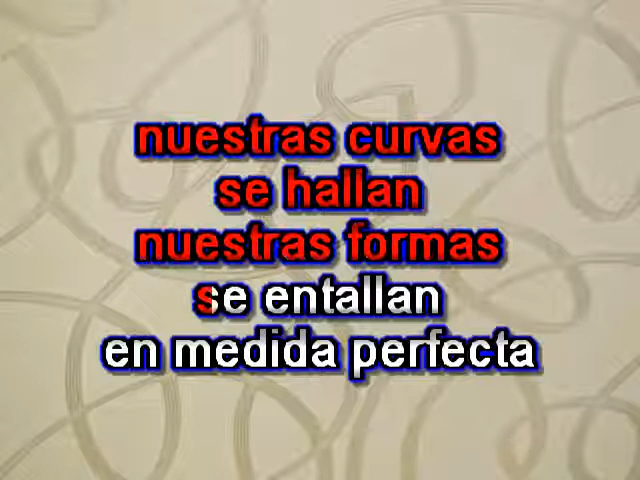 nuestras curvas
se hallan
nuestras formas
se entallan
en medida perfecta